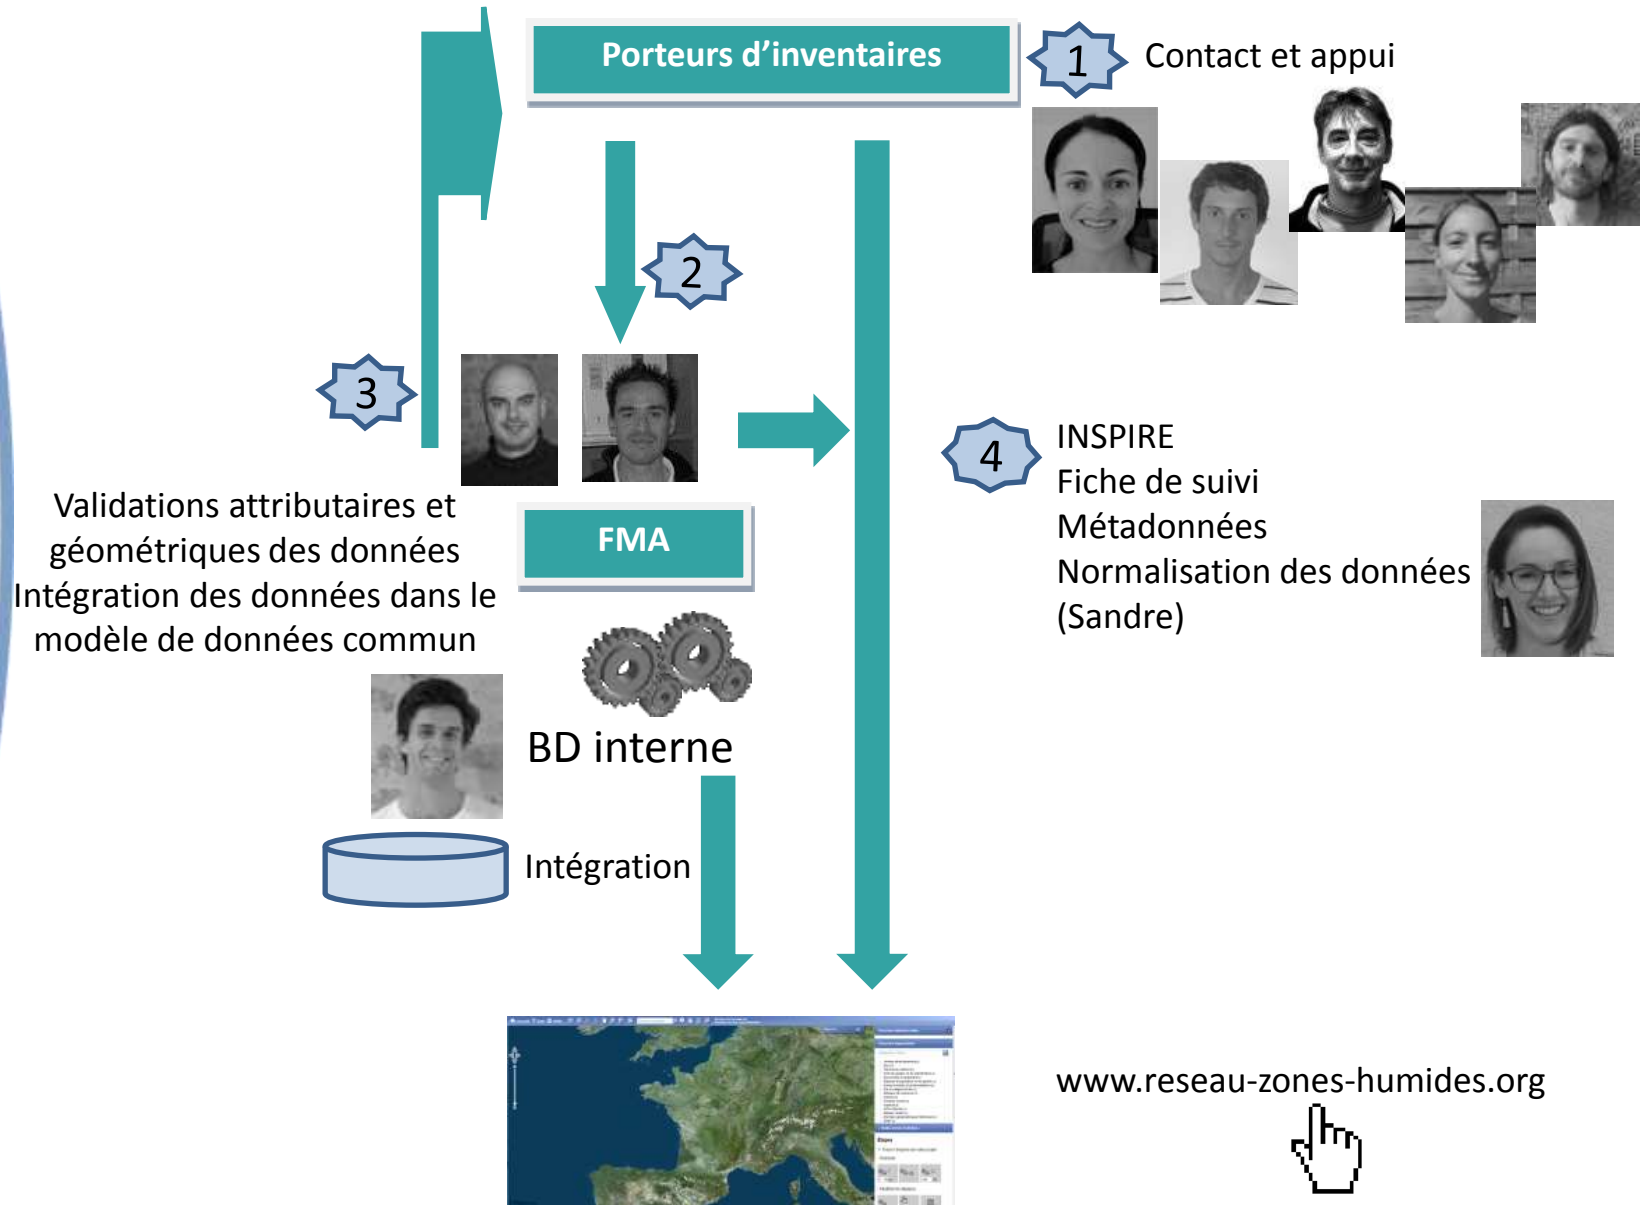 Porteurs d’inventaires
1
Contact et appui
2
3
4
INSPIRE
Fiche de suivi
Métadonnées
Normalisation des données
(Sandre)
Validations attributaires et
géométriques des données
Intégration des données dans le
modèle de données commun
FMA
BD interne
Intégration
www.reseau-zones-humides.org